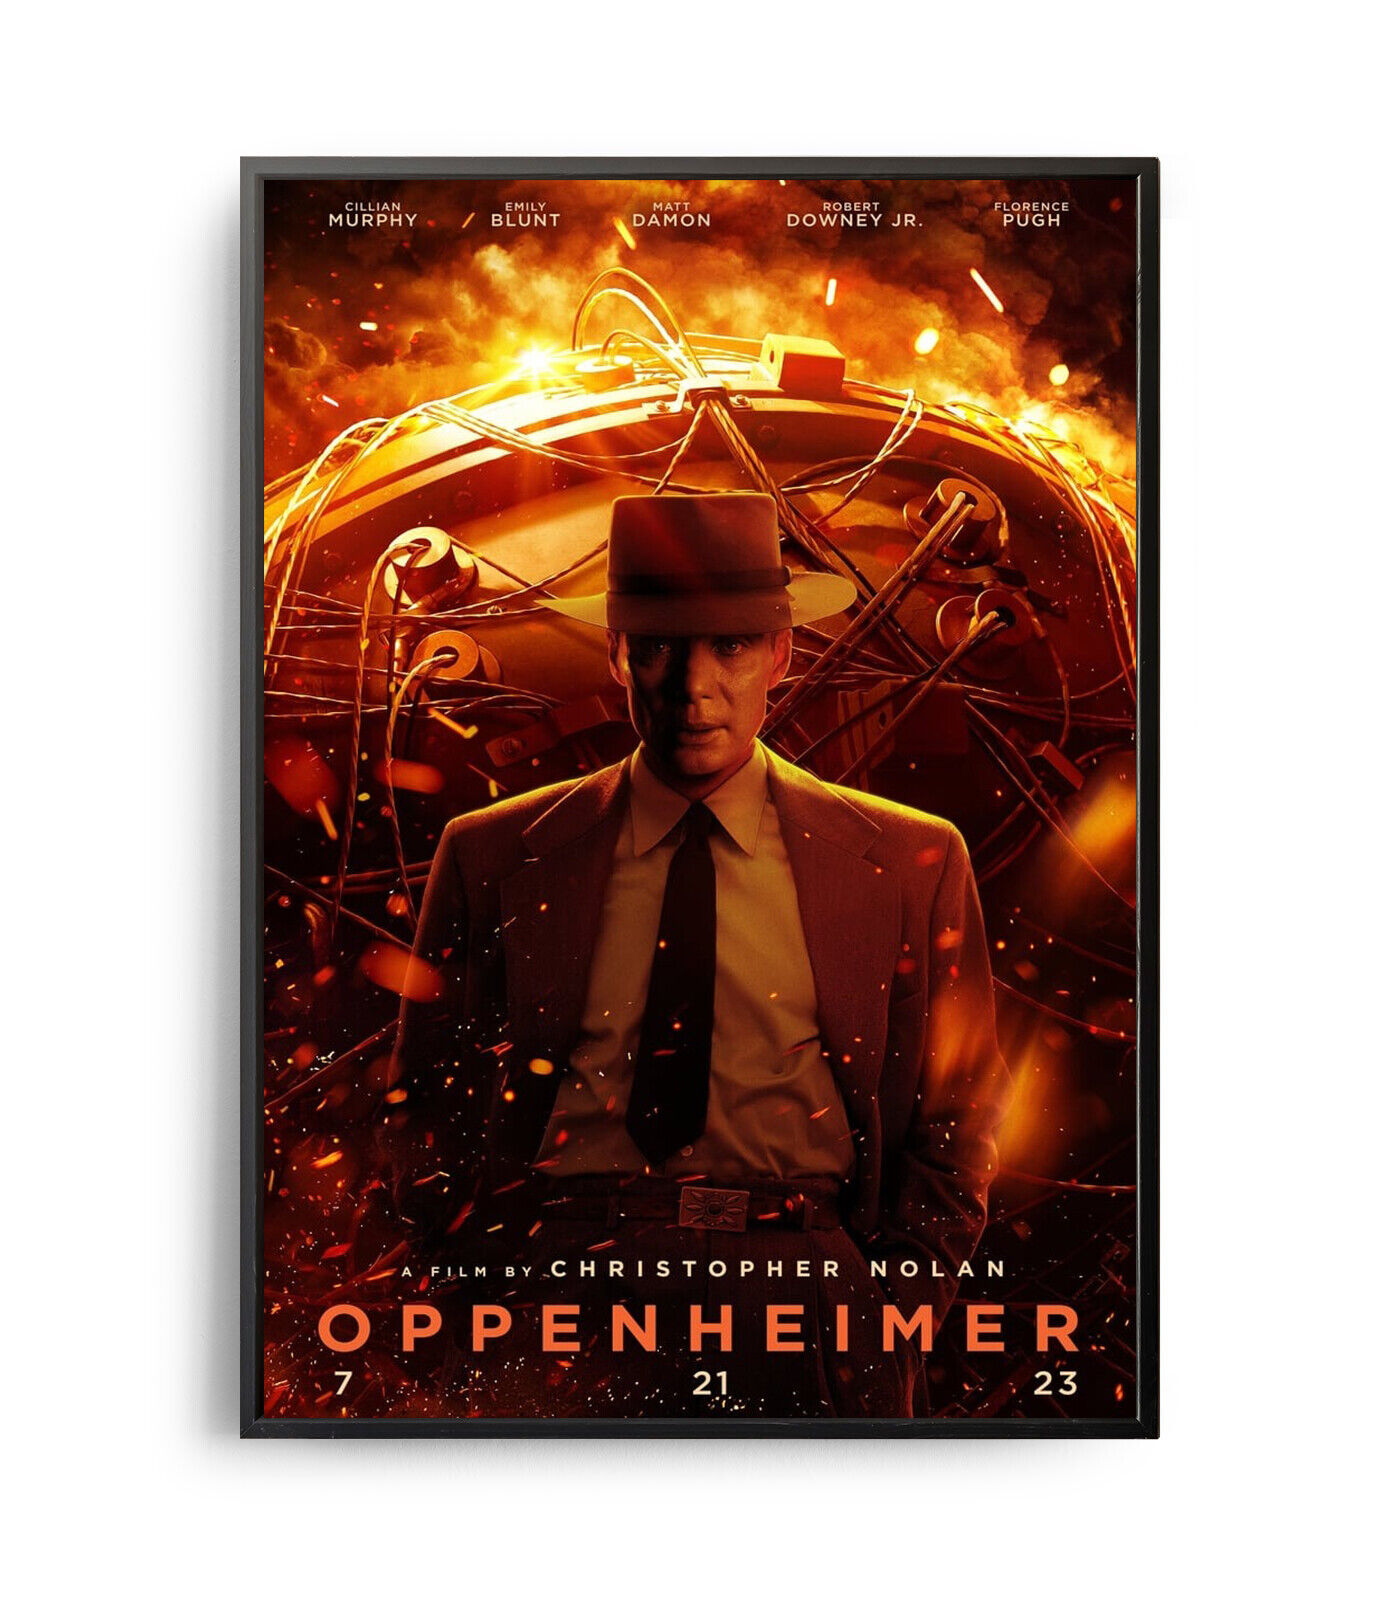 CILLIAN MURPHY
EMILY BLUNT
MATT DAMON
ROBERT DOWNEY JR.
FLORENCE PUGH
A FILM BY CHRISTOPHER NOLAN
OPPENHEIMER
7 21 23